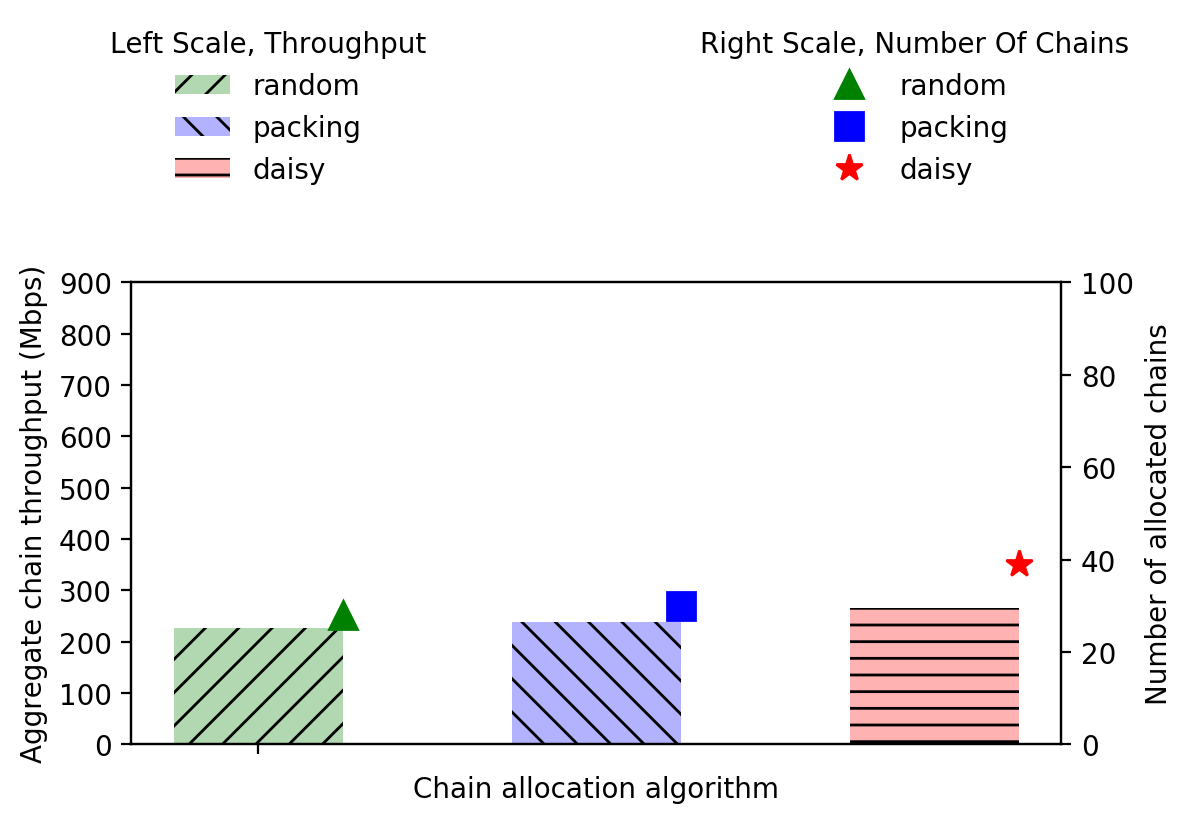 Left Scale, Throughput
random
packing
daisy
Right Scale, Number Of Chains
random
packing
daisy
Aggregate chain throughput (Mbps)
900
800
700
600
500
400
300
200
100
0
100
80
60
40
20
0
Number of allocated chains
Chain allocation algorithm